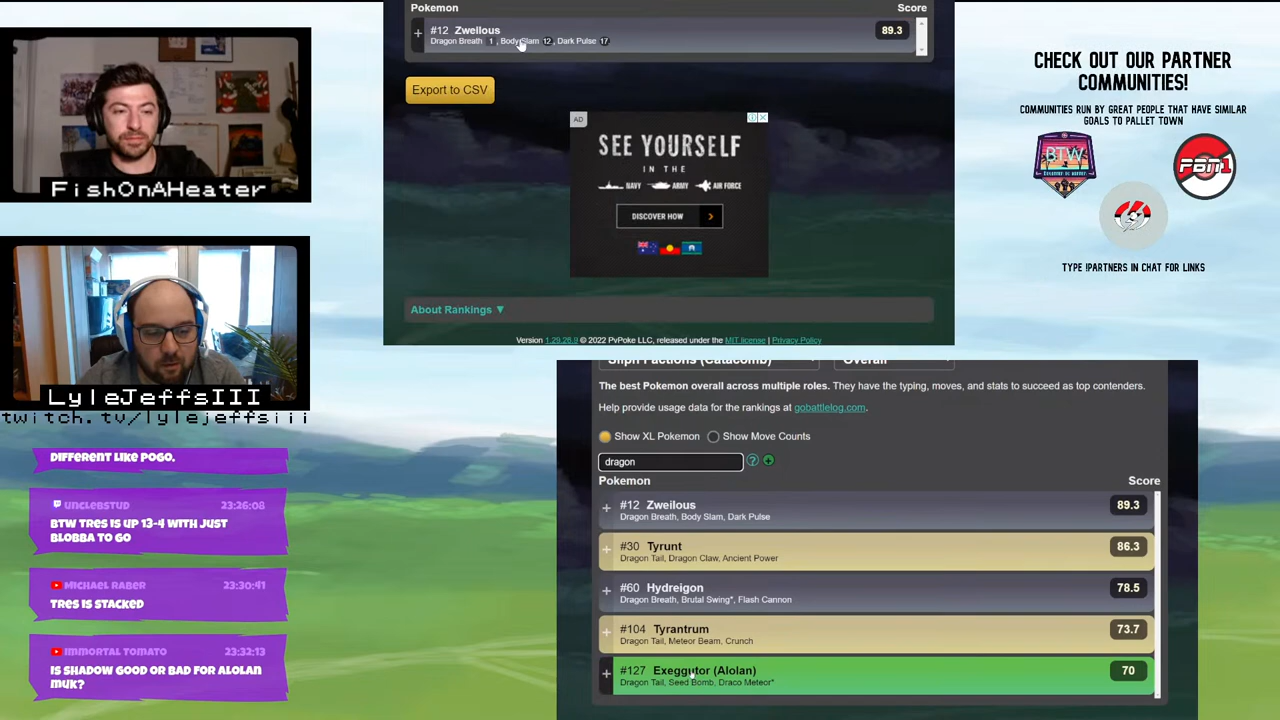 FishOnAHeater
LyleJeffsIII
twitch.tv/lylejeffsiii
DIFFERENT LIKE POGO.
UNCLEBSTUD 23:26:08
BTW TRES IS UP 13-4 WITH JUST
BLOBBA TO GO
MICHAEL RABER 23:30:41
TRES IS STACKED
IMMORTAL TOMATO 23:32:13
IS SHADOW GOOD OR BAD FOR ALOLAN
MUK?
Pokemon Score
+ #12 Zweilous 89.3
Dragon Breath 1 , Body Slam 12 , Dark Pulse 17
Export to CSV
AD
SEE YOURSELF
IN THE
NAVY ARMY AIR FORCE
DISCOVER NOW >
About Rankings ▼
Version 1.29.26.9 © 2022 PvPoke LLC, released under the MIT license | Privacy Policy
CHECK OUT OUR PARTNER
COMMUNITIES!
COMMUNITIES RUN BY GREAT PEOPLE THAT HAVE SIMILAR
GOALS TO PALLET TOWN
BTW
PBN1
TYPE !PARTNERS IN CHAT FOR LINKS
Silph Factions (Catacomb) Overall
The best Pokemon overall across multiple roles. They have the typing, moves, and stats to succeed as top contenders.
Help provide usage data for the rankings at gobattlelog.com.
Show XL Pokemon Show Move Counts
dragon ? +
Pokemon Score
+ #12 Zweilous 89.3
Dragon Breath, Body Slam, Dark Pulse
+ #30 Tyrunt 86.3
Dragon Tail, Dragon Claw, Ancient Power
+ #60 Hydreigon 78.5
Dragon Breath, Brutal Swing*, Flash Cannon
+ #104 Tyrantrum 73.7
Dragon Tail, Meteor Beam, Crunch
+ #127 Exeggutor (Alolan) 70
Dragon Tail, Seed Bomb, Draco Meteor*